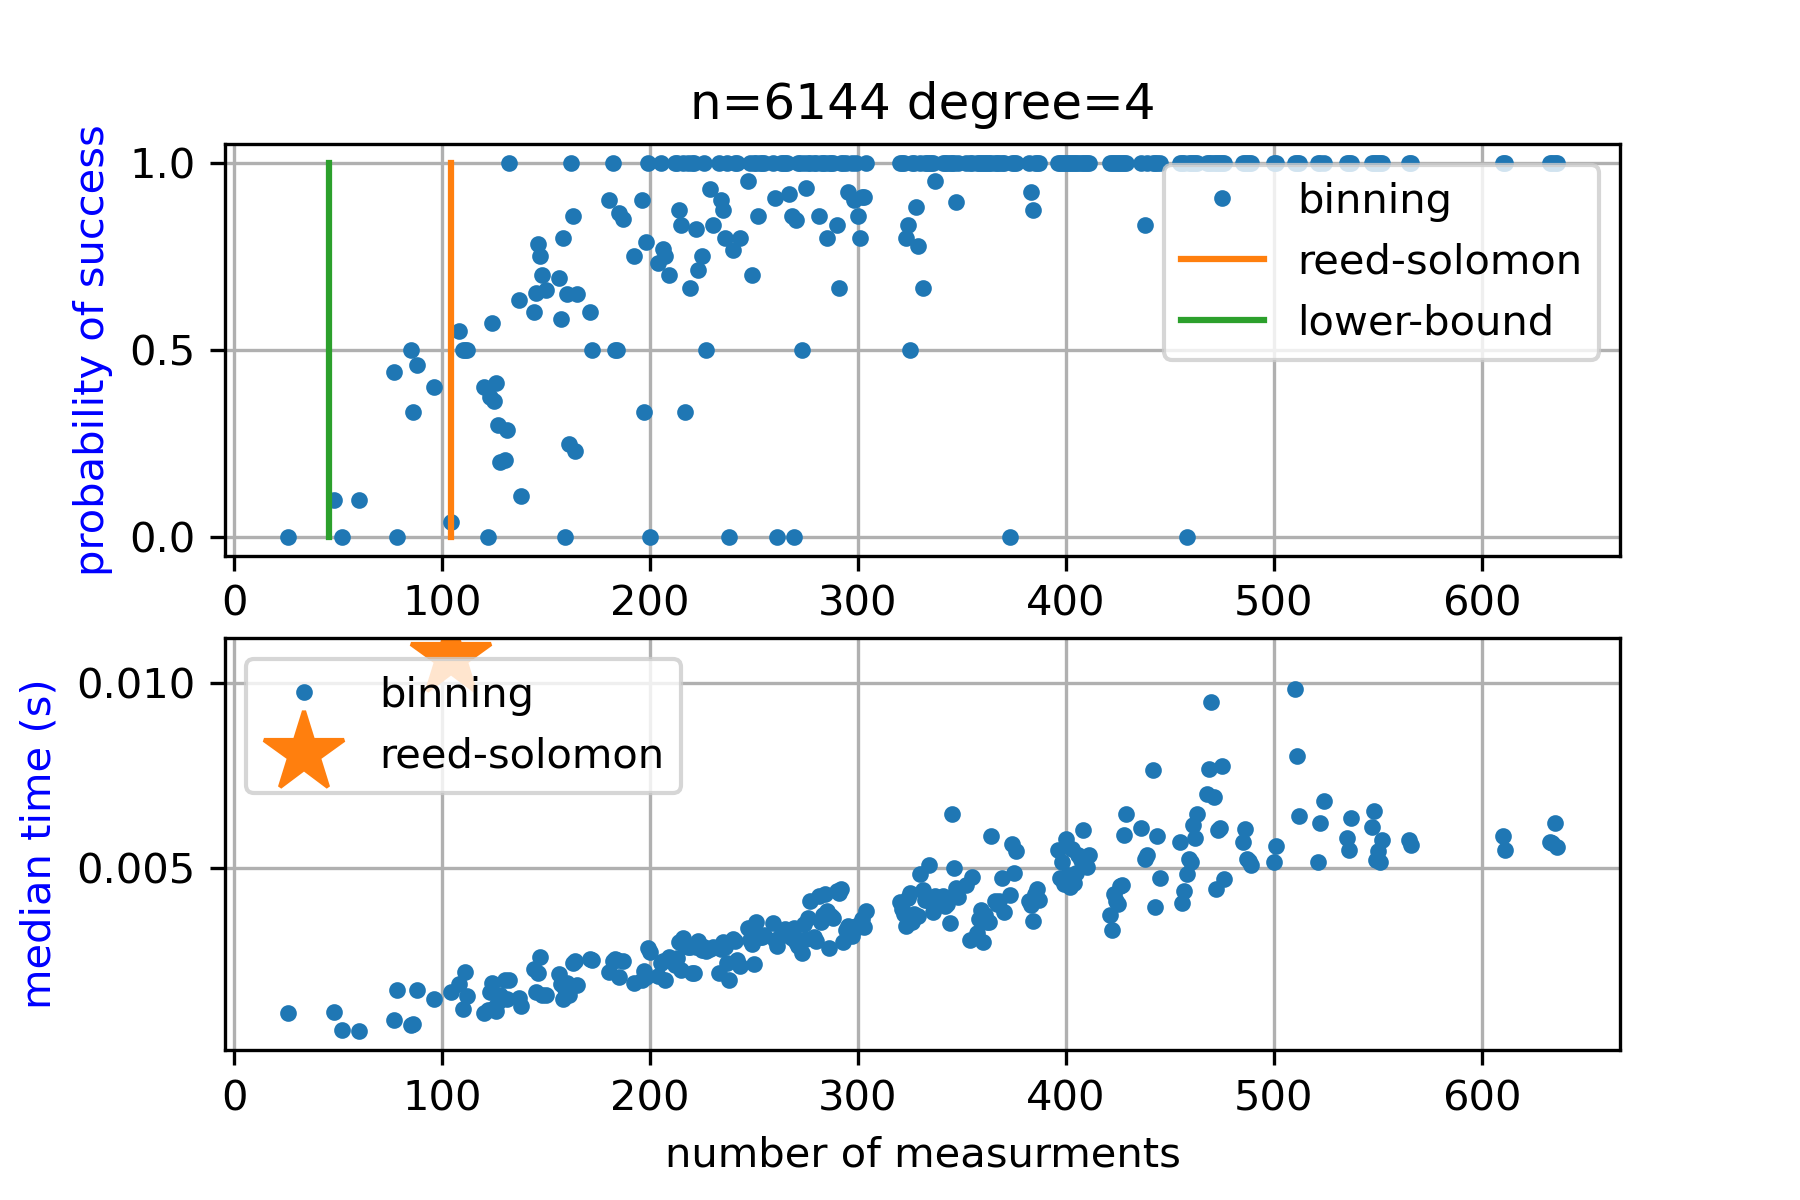 n=6144 degree=4
probability of success
1.0
0.5
0.0
binning
reed-solomon
lower-bound
0 100 200 300 400 500 600
median time (s)
0.010
0.005
binning
reed-solomon
0 100 200 300 400 500 600
number of measurments